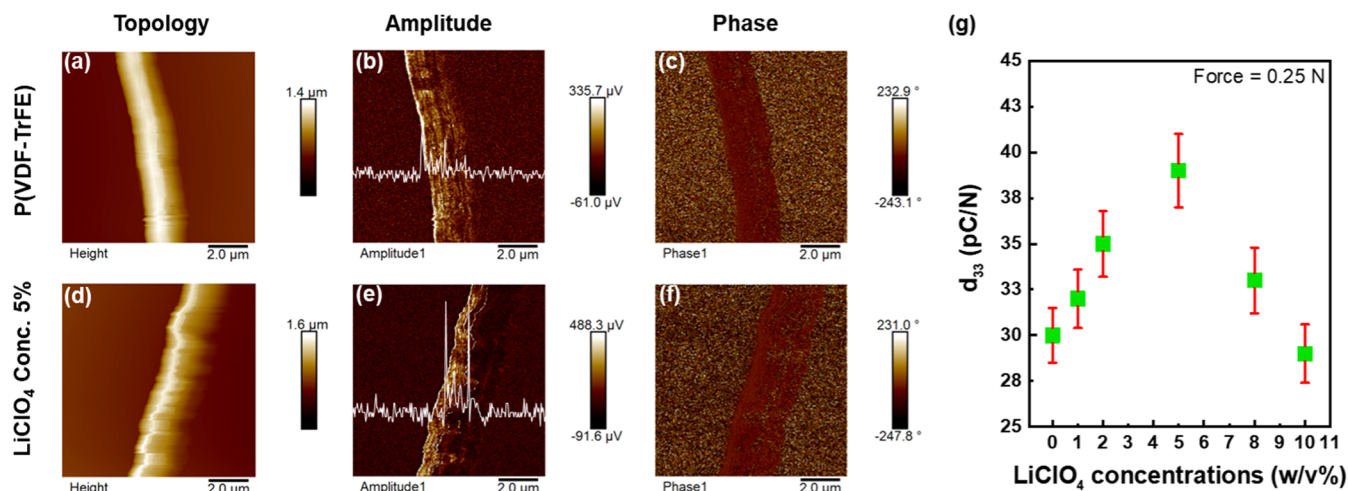 Topology
Amplitude
Phase
(g)
P(VDF-TrFE)
(a)
1.4 µm
Height
2.0 µm
(b)
335.7 µV
-61.0 µV
Amplitude1
2.0 µm
(c)
232.9 °
-243.1 °
Phase1
2.0 µm
LiClO₄ Conc. 5%
(d)
1.6 µm
Height
2.0 µm
(e)
488.3 µV
-91.6 µV
Amplitude1
2.0 µm
(f)
231.0 °
-247.8 °
Phase1
2.0 µm
Force = 0.25 N
d₃₃ (pC/N)
45
43
40
38
35
33
30
28
25
0 1 2 3 4 5 6 7 8 9 10 11
LiClO₄ concentrations (w/v%)